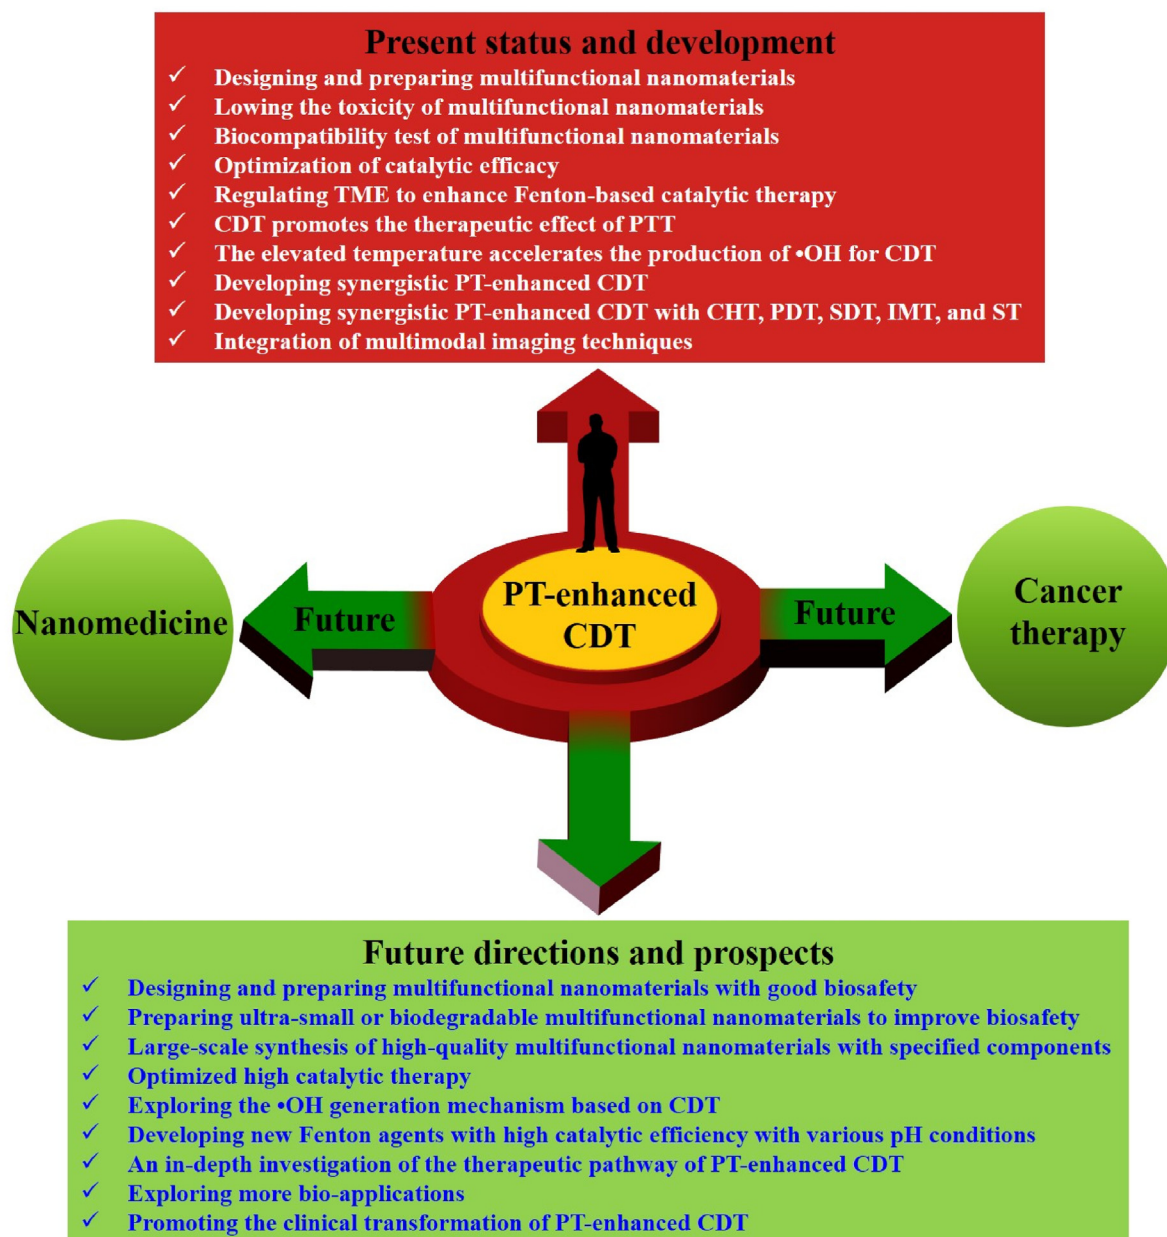 Present status and development
✓ Designing and preparing multifunctional nanomaterials
✓ Lowing the toxicity of multifunctional nanomaterials
✓ Biocompatibility test of multifunctional nanomaterials
✓ Optimization of catalytic efficacy
✓ Regulating TME to enhance Fenton-based catalytic therapy
✓ CDT promotes the therapeutic effect of PTT
✓ The elevated temperature accelerates the production of •OH for CDT
✓ Developing synergistic PT-enhanced CDT
✓ Developing synergistic PT-enhanced CDT with CHT, PDT, SDT, IMT, and ST
✓ Integration of multimodal imaging techniques
Nanomedicine
Future
PT-enhanced
CDT
Future
Cancer
therapy
Future directions and prospects
✓ Designing and preparing multifunctional nanomaterials with good biosafety
✓ Preparing ultra-small or biodegradable multifunctional nanomaterials to improve biosafety
✓ Large-scale synthesis of high-quality multifunctional nanomaterials with specified components
✓ Optimized high catalytic therapy
✓ Exploring the •OH generation mechanism based on CDT
✓ Developing new Fenton agents with high catalytic efficiency with various pH conditions
✓ An in-depth investigation of the therapeutic pathway of PT-enhanced CDT
✓ Exploring more bio-applications
✓ Promoting the clinical transformation of PT-enhanced CDT